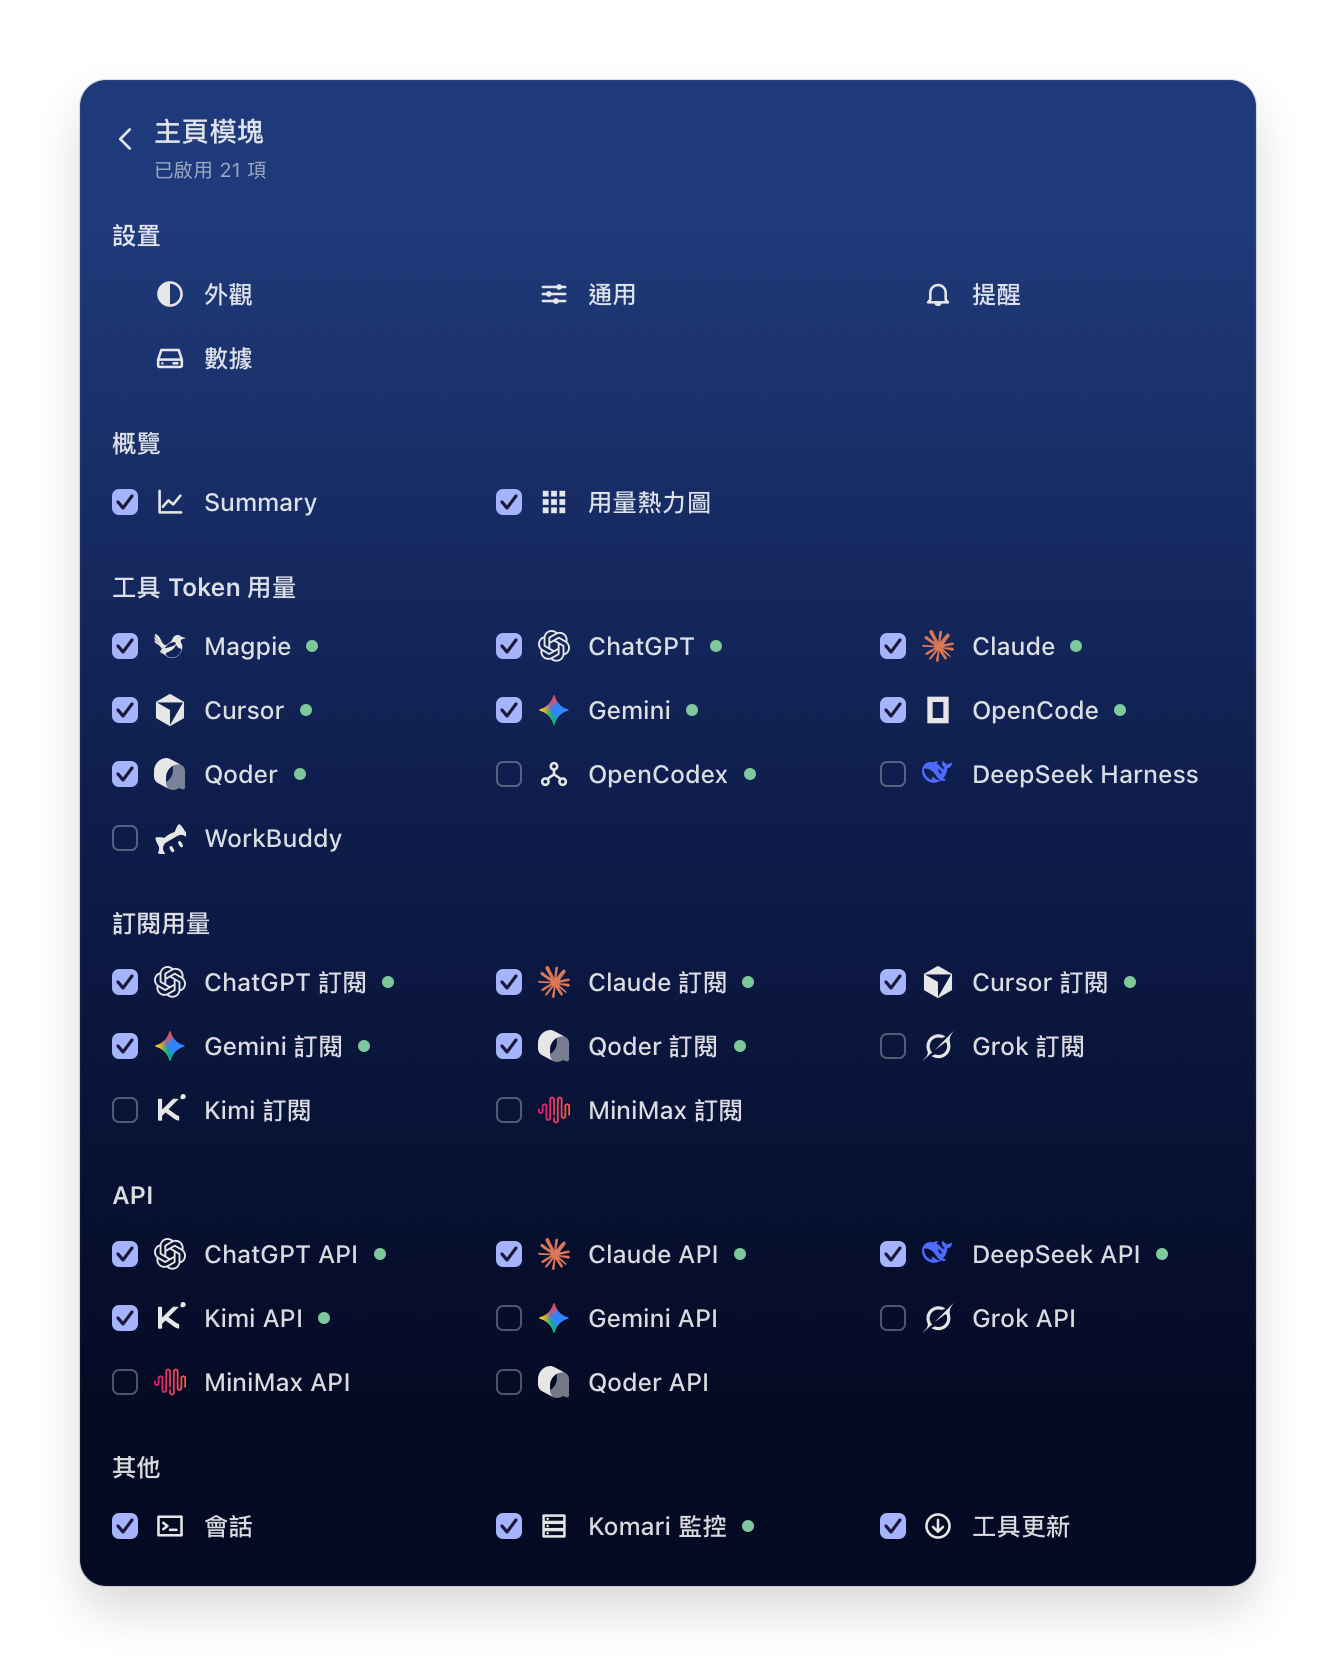 主頁模塊
已啟用 21 項
設置
外觀 通用 提醒
數據
概覽
Summary 用量熱力圖
工具 Token 用量
Magpie ChatGPT Claude
Cursor Gemini OpenCode
Qoder OpenCodex DeepSeek Harness
WorkBuddy
訂閱用量
ChatGPT 訂閱 Claude 訂閱 Cursor 訂閱
Gemini 訂閱 Qoder 訂閱 Grok 訂閱
Kimi 訂閱 MiniMax 訂閱
API
ChatGPT API Claude API DeepSeek API
Kimi API Gemini API Grok API
MiniMax API Qoder API
其他
會話 Komari 監控 工具更新